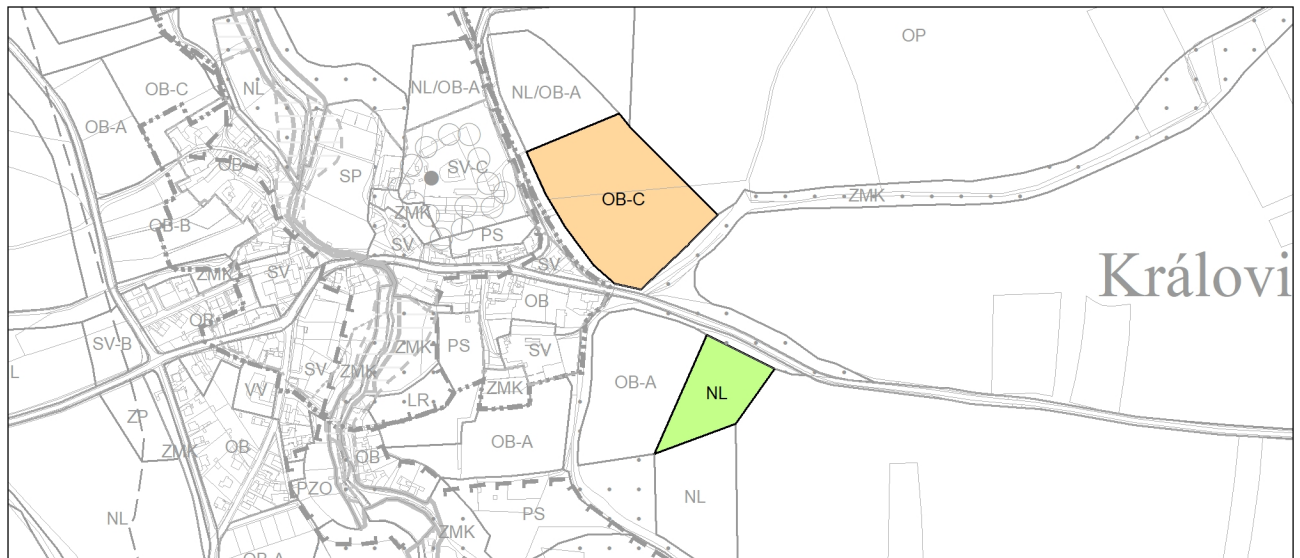 OP
OB-C
NL
NL/OB-A
NL/OB-A
OB-A
OB
SP
SV-C
OB-C
ZMK
ZMK
OB-B
SV
PS
SV
Královi
ZMK
SV
OB
OB
SV-B
ZMK
PS
SV
L
SV
ZMK
OB-A
NL
VV
ZMK
LR
ZP
OB
OB-A
ZMK
OB
PZO
NL
NL
PS
ZMK
OB-A